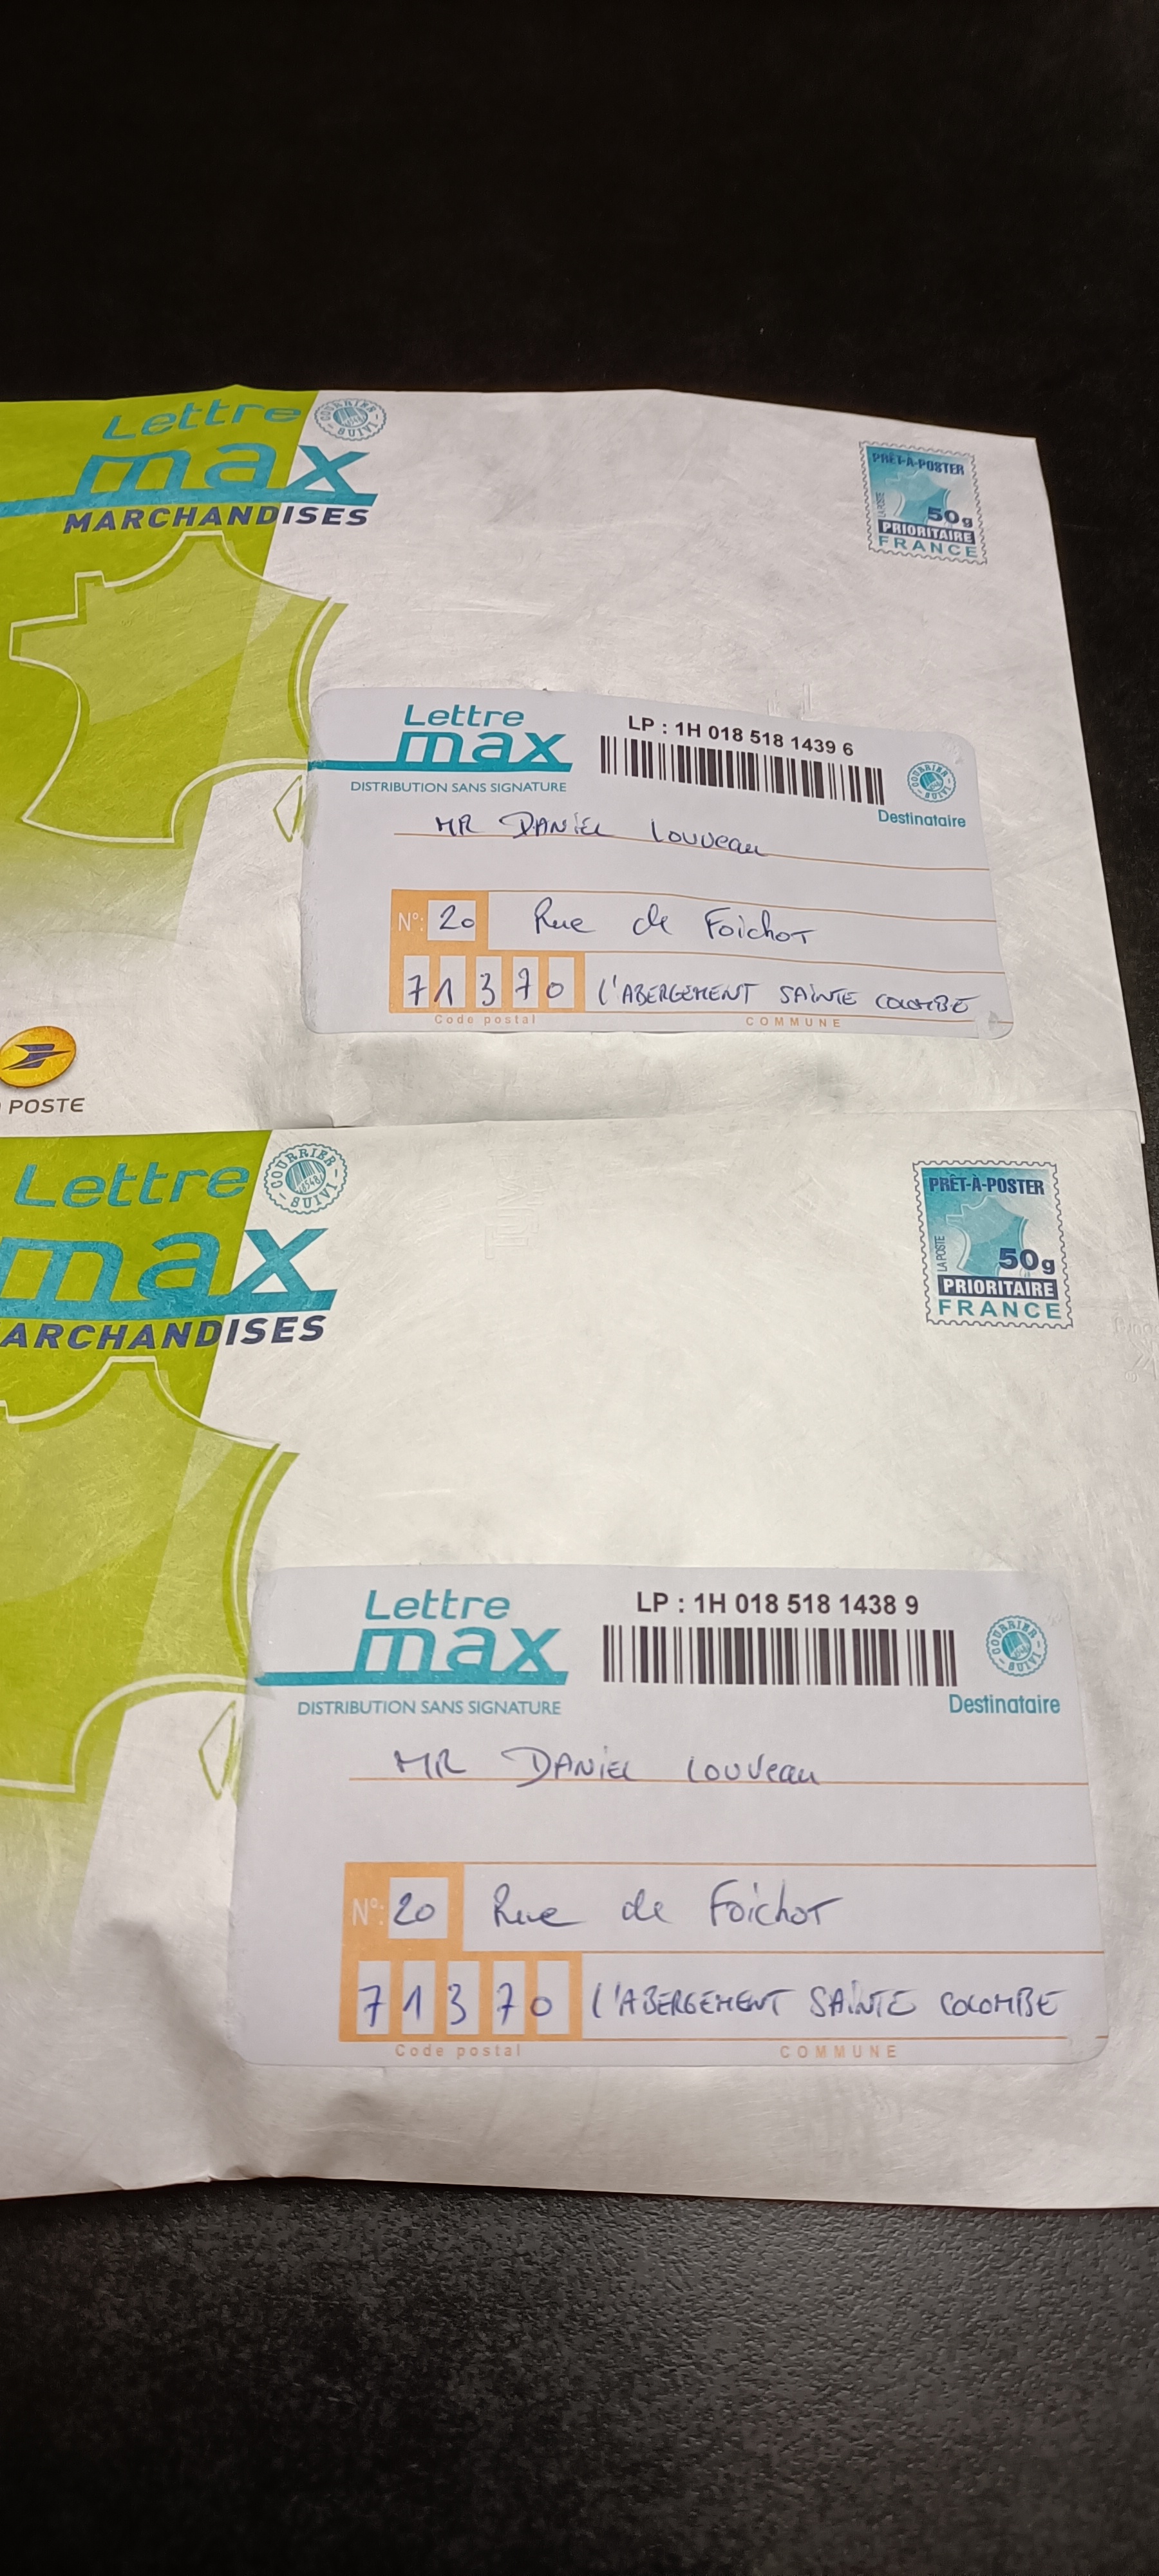 Lettre
max
MARCHANDISES
COURRIER SUIVI
PRÊT-À-POSTER
LA POSTE
50g
PRIORITAIRE
FRANCE
Lettre
max
DISTRIBUTION SANS SIGNATURE
LP : 1H 018 518 1439 6
COURRIER SUIVI
Destinataire
MR DANIEL Louveau
N°: 20 Rue de Foichot
71370 L'ABERGEMENT SAINTE COLOMBE
Code postal COMMUNE
POSTE
Lettre
max
ARCHANDISES
COURRIER SUIVI
PRÊT-À-POSTER
LA POSTE
50g
PRIORITAIRE
FRANCE
Lettre
max
DISTRIBUTION SANS SIGNATURE
LP : 1H 018 518 1438 9
COURRIER SUIVI
Destinataire
MR DANIEL Louveau
N°: 20 Rue de Foichot
71370 L'ABERGEMENT SAINTE COLOMBE
Code postal COMMUNE